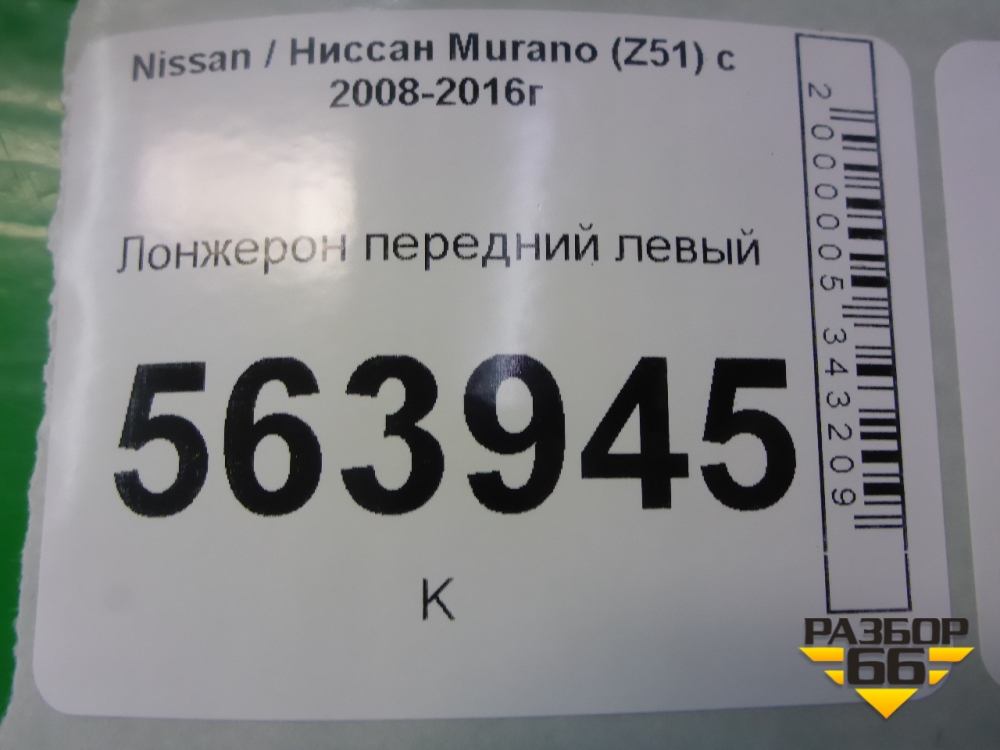 Nissan / Ниссан Murano (Z51) с
2008-2016г
Лонжерон передний левый
563945
К
2000005343209
РАЗБОР
66